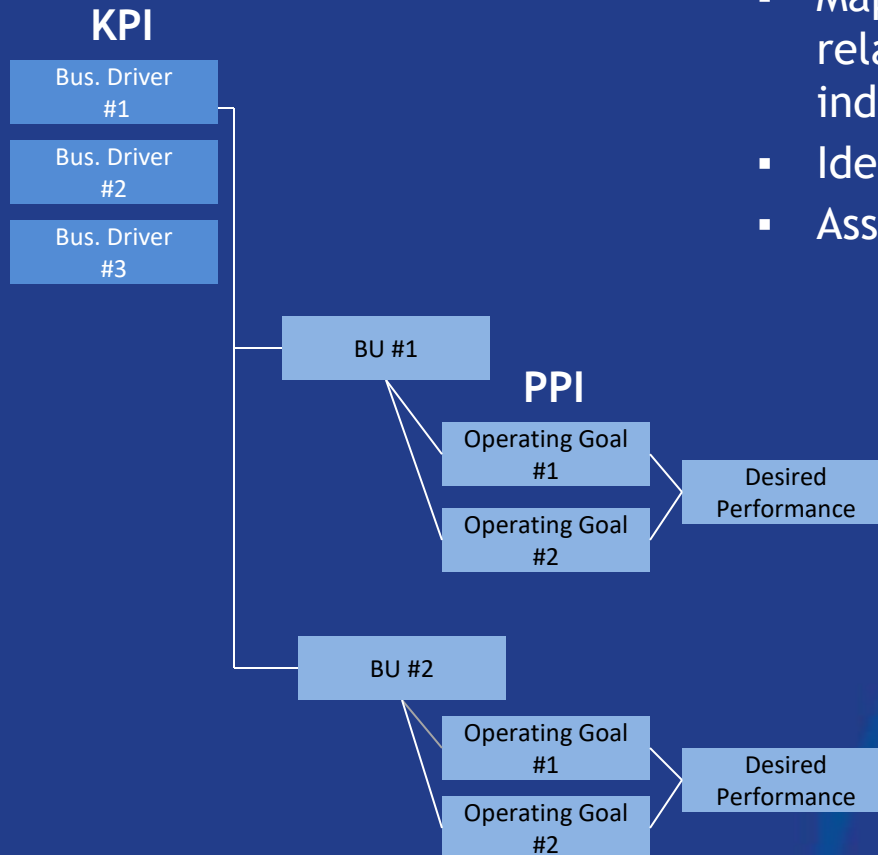 KPI
Bus. Driver
#1
Bus. Driver
#2
Bus. Driver
#3
BU #1
PPI
Operating Goal
#1
Operating Goal
#2
Desired
Performance
BU #2
Operating Goal
#1
Operating Goal
#2
Desired
Performance